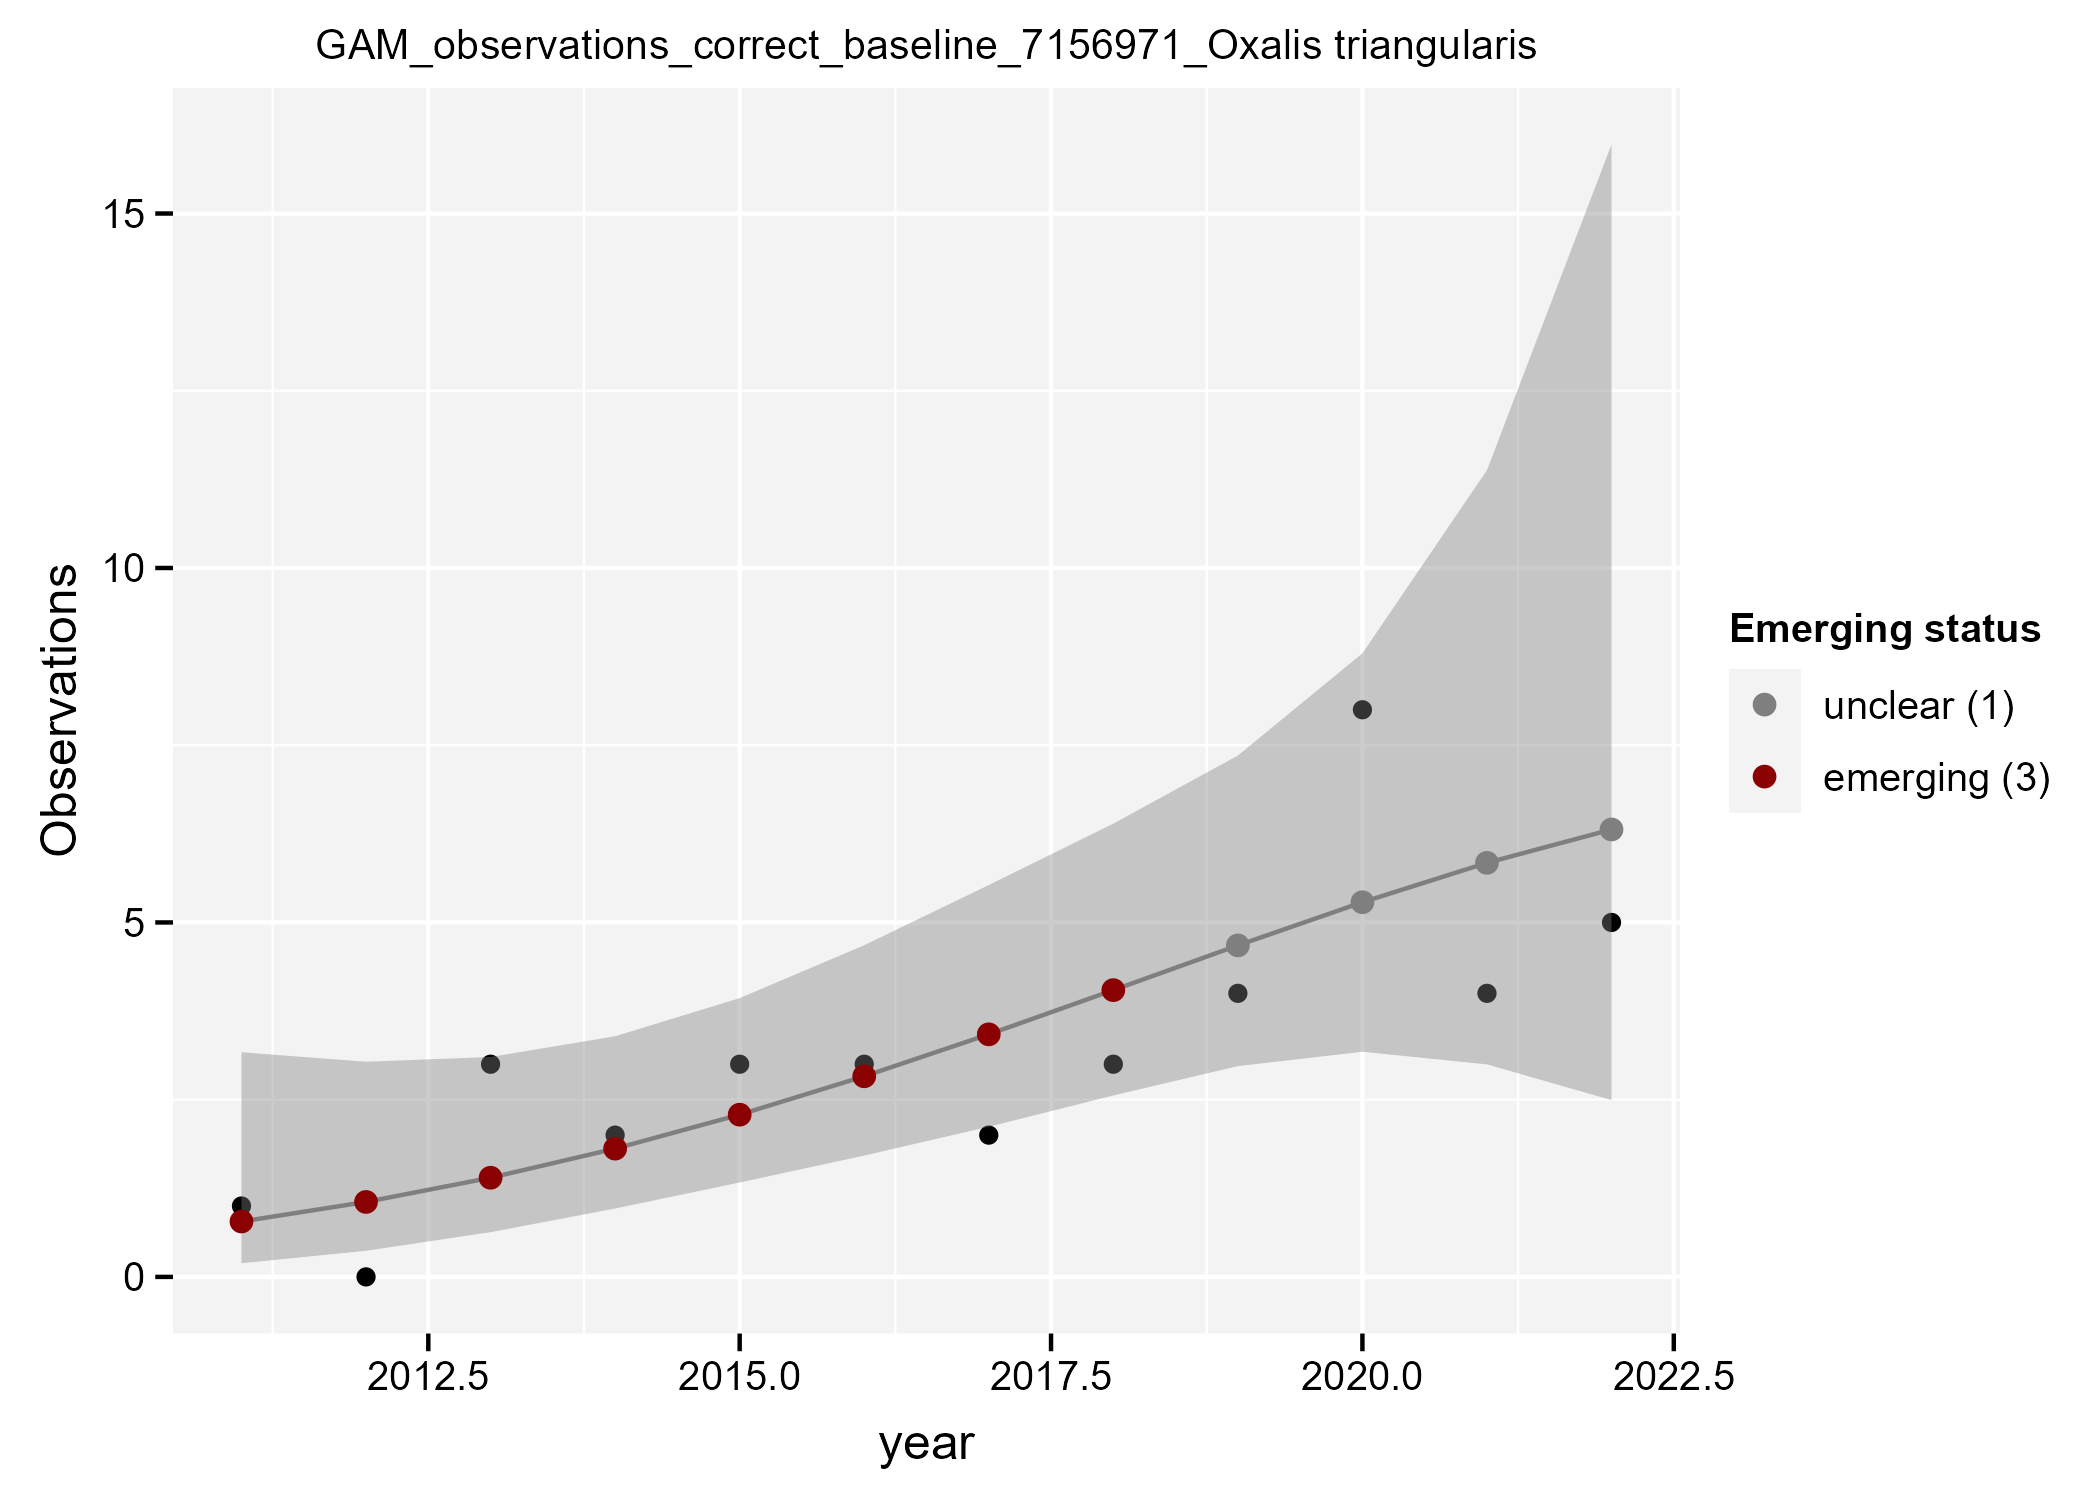 GAM_observations_correct_baseline_7156971_Oxalis triangularis
Observations
15
10
5
0
2012.5
2015.0
2017.5
2020.0
2022.5
year
Emerging status
unclear (1)
emerging (3)